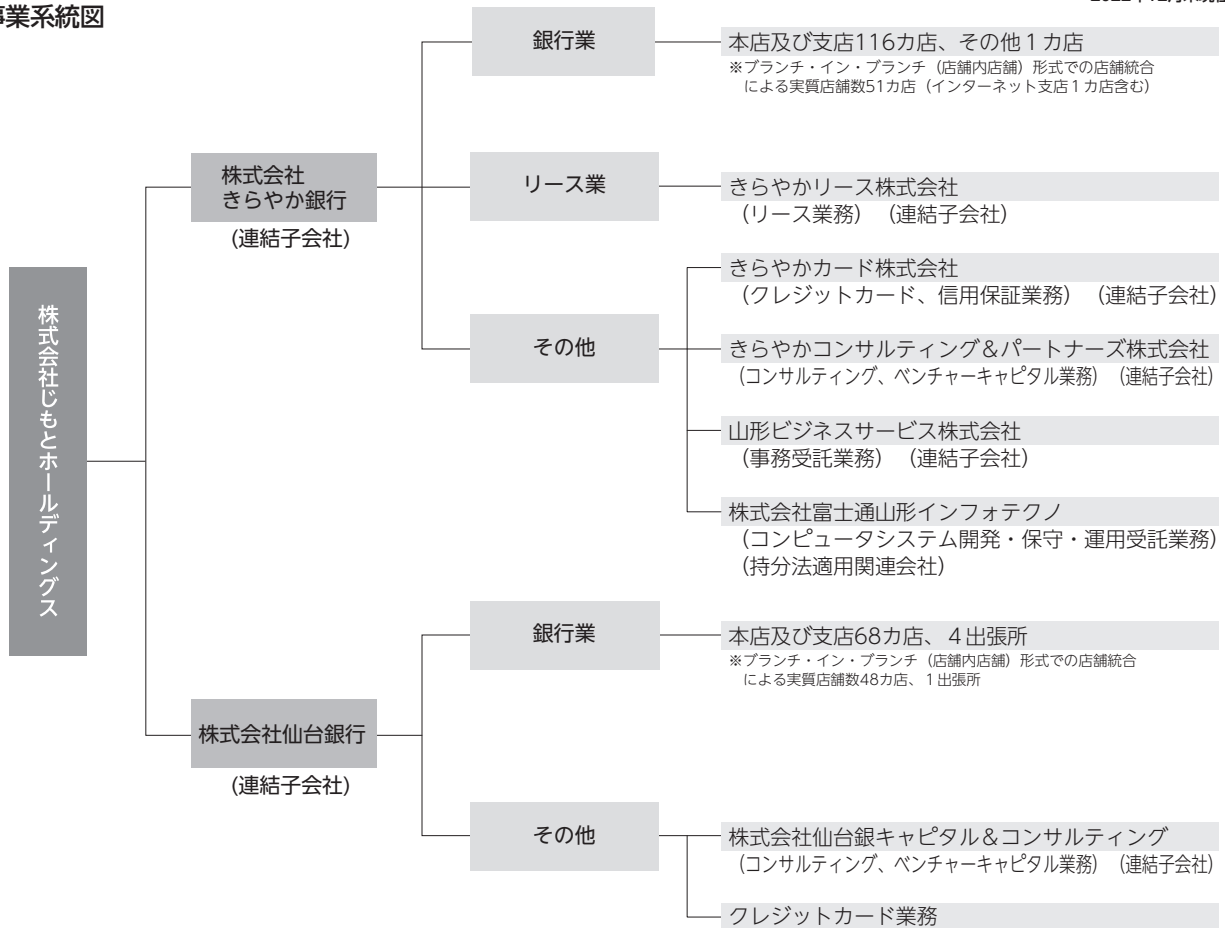 事業系統図
株式会社じもとホールディングス
株式会社
きらやか銀行
(連結子会社)
銀行業
本店及び支店116カ店、その他１カ店
※ブランチ・イン・ブランチ（店舗内店舗）形式での店舗統合
による実質店舗数51カ店（インターネット支店１カ店含む）
リース業
きらやかリース株式会社
（リース業務）（連結子会社）
その他
きらやかカード株式会社
（クレジットカード、信用保証業務）（連結子会社）
きらやかコンサルティング＆パートナーズ株式会社
（コンサルティング、ベンチャーキャピタル業務）（連結子会社）
山形ビジネスサービス株式会社
（事務受託業務）（連結子会社）
株式会社富士通山形インフォテクノ
（コンピュータシステム開発・保守・運用受託業務）
（持分法適用関連会社）
株式会社仙台銀行
(連結子会社)
銀行業
本店及び支店68カ店、４出張所
※ブランチ・イン・ブランチ（店舗内店舗）形式での店舗統合
による実質店舗数48カ店、１出張所
その他
株式会社仙台銀キャピタル＆コンサルティング
（コンサルティング、ベンチャーキャピタル業務）（連結子会社）
クレジットカード業務